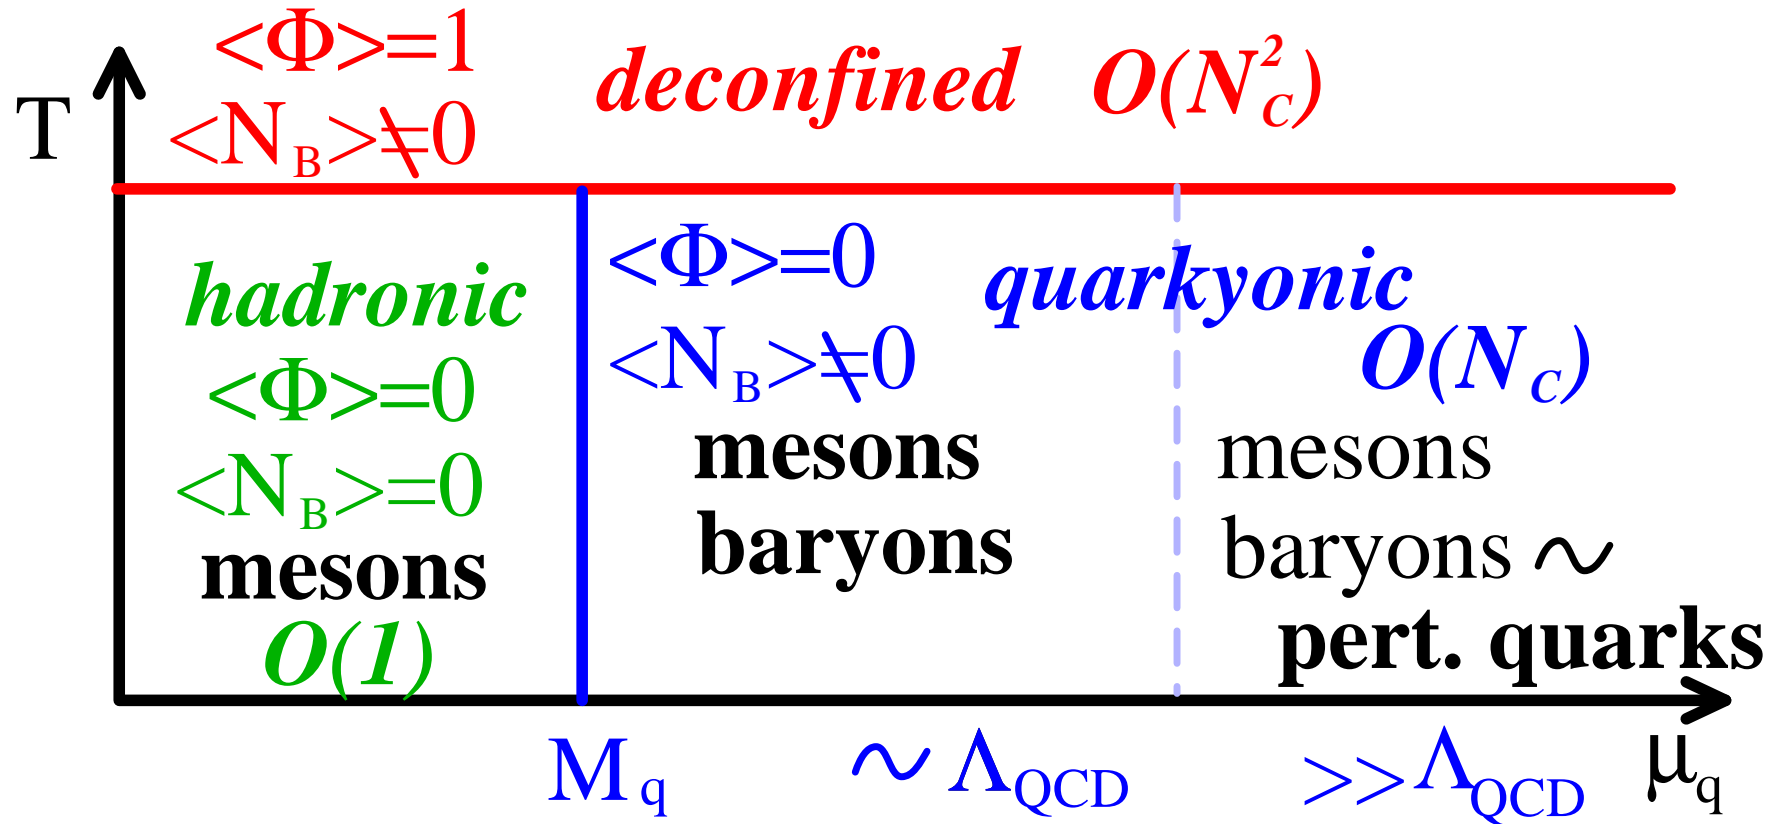 <Φ>=1
<N_B>≠0
deconfined O(N_C^2)
T
hadronic
<Φ>=0
<N_B>=0
mesons
O(1)
<Φ>=0
<N_B>≠0
mesons
baryons
quarkyonic
O(N_C)
mesons
baryons ~
pert. quarks
M_q
~ Λ_QCD
>> Λ_QCD
μ_q